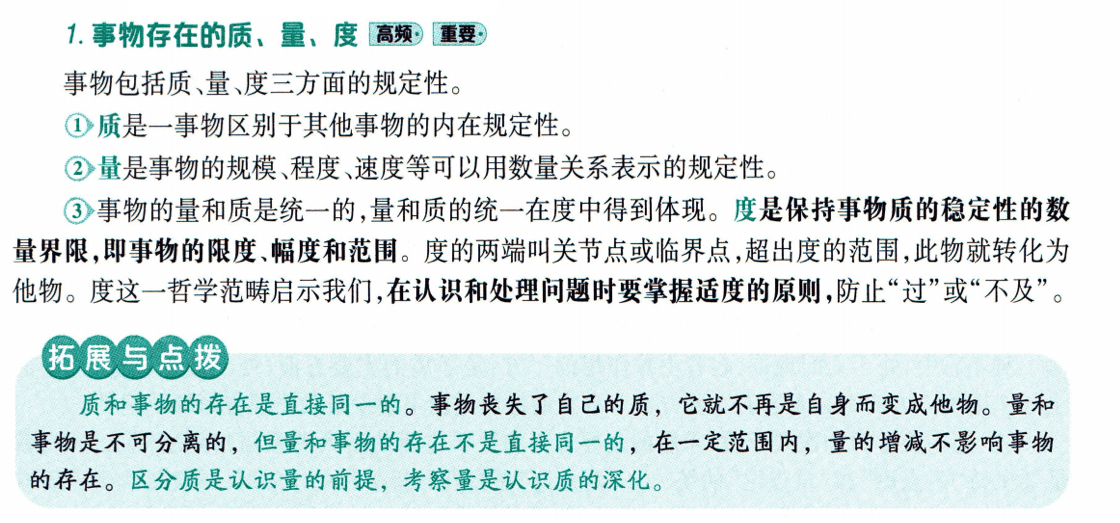 1. 事物存在的质、量、度 高频 重要
事物包括质、量、度三方面的规定性。
①质是一事物区别于其他事物的内在规定性。
②量是事物的规模、程度、速度等可以用数量关系表示的规定性。
③事物的量和质是统一的,量和质的统一在度中得到体现。度是保持事物质的稳定性的数
量界限,即事物的限度、幅度和范围。度的两端叫关节点或临界点,超出度的范围,此物就转化为
他物。度这一哲学范畴启示我们,在认识和处理问题时要掌握适度的原则,防止“过”或“不及”。
拓展与点拨
质和事物的存在是直接同一的。事物丧失了自己的质，它就不再是自身而变成他物。量和
事物是不可分离的，但量和事物的存在不是直接同一的，在一定范围内，量的增减不影响事物
的存在。区分质是认识量的前提，考察量是认识质的深化。